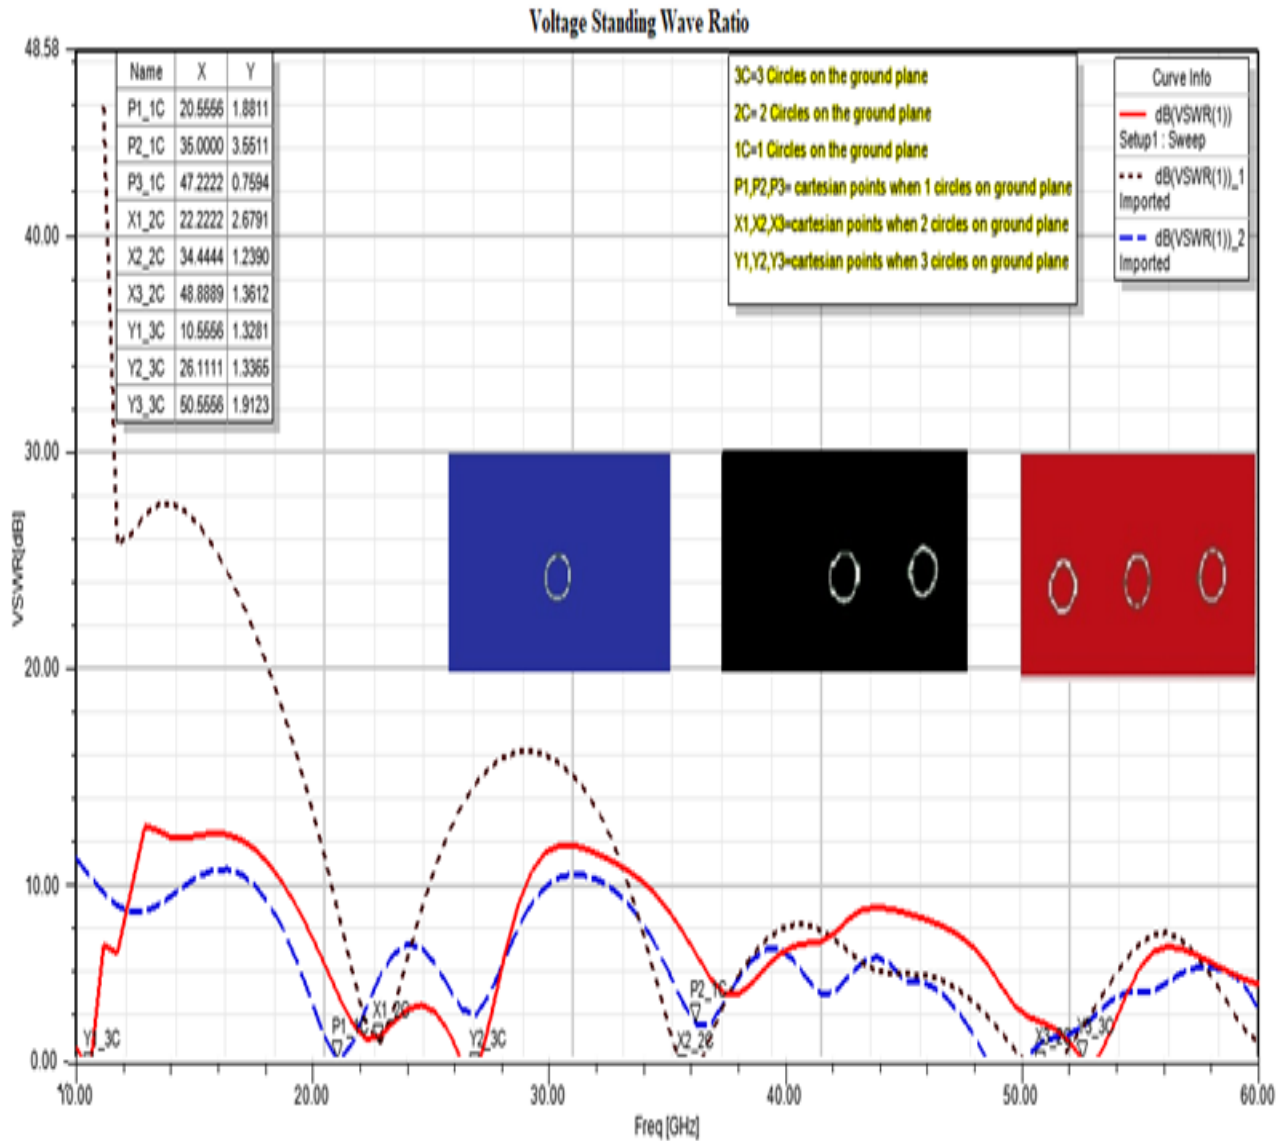 Voltage Standing Wave Ratio
48.58
40.00
30.00
20.00
10.00
0.00
VSWR[dB]
Name X Y
P1_1C 20.5556 1.8811
P2_1C 35.0000 3.5511
P3_1C 47.2222 0.7594
X1_2C 22.2222 2.6791
X2_2C 34.4444 1.2390
X3_2C 48.8889 1.3612
Y1_3C 10.5556 1.3281
Y2_3C 26.1111 1.3365
Y3_3C 50.5556 1.9123
3C=3 Circles on the ground plane
2C= 2 Circles on the ground plane
1C=1 Circles on the ground plane
P1,P2,P3= cartesian points when 1 circles on ground plane
X1,X2,X3=cartesian points when 2 circles on ground plane
Y1,Y2,Y3=cartesian points when 3 circles on ground plane
Curve Info
dB(VSWR(1))
Setup1 : Sweep
dB(VSWR(1))_1
Imported
dB(VSWR(1))_2
Imported
P2_1C
X1_2C
Y2_3C
X2_2C
10.00 20.00 30.00 40.00 50.00 60.00
Freq [GHz]